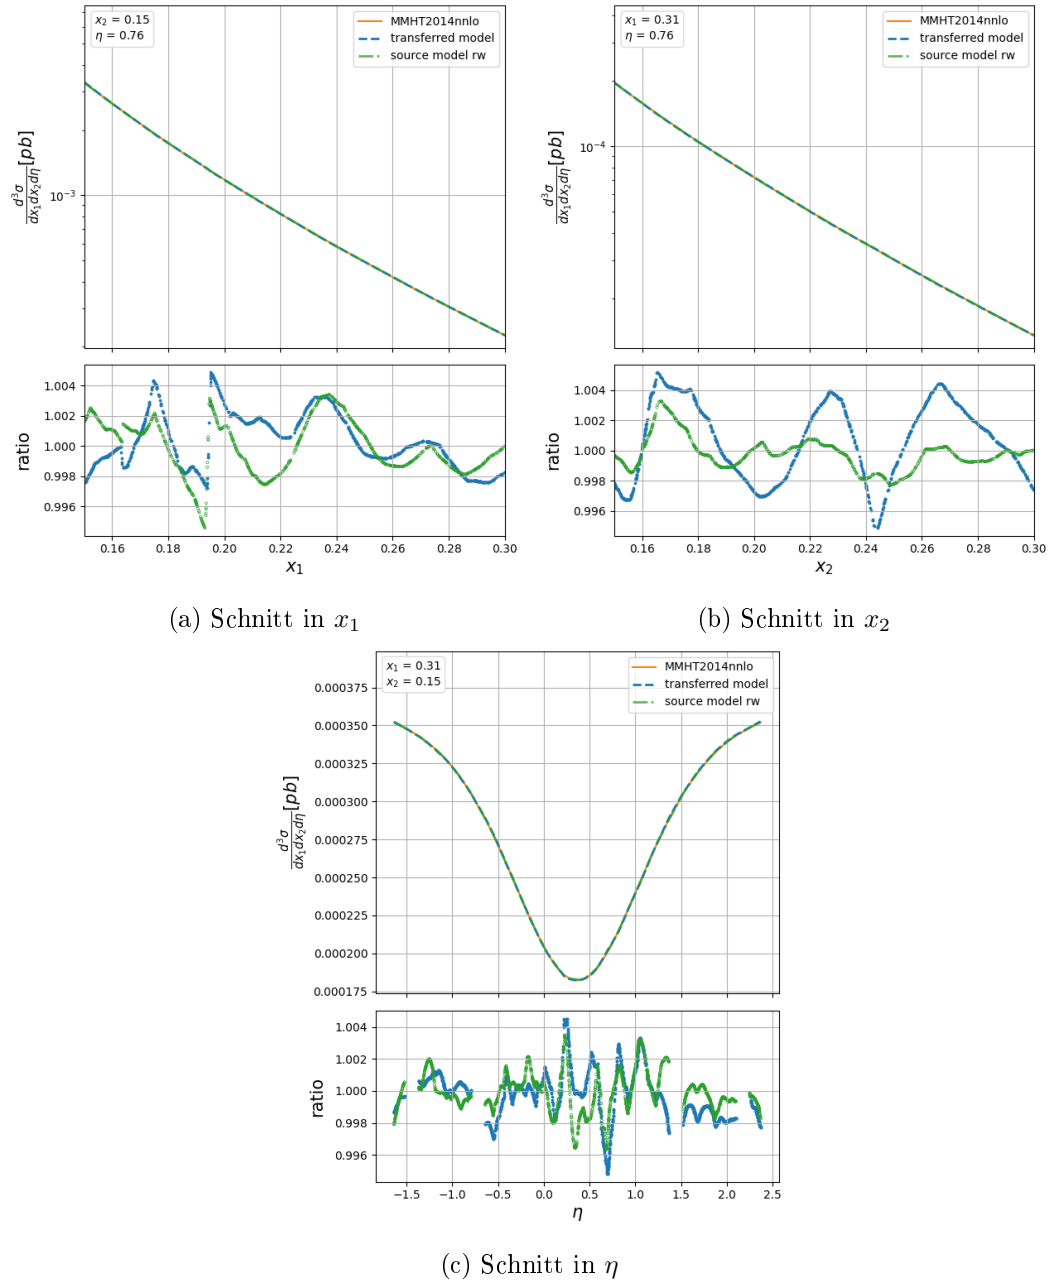 x₂ = 0.15
η = 0.76
MMHT2014nnlo
transferred model
source model rw
d³σ/dx₁dx₂dη [pb]
10⁻³
ratio
1.004
1.002
1.000
0.998
0.996
0.16 0.18 0.20 0.22 0.24 0.26 0.28 0.30
x₁
(a) Schnitt in x₁
x₁ = 0.31
η = 0.76
MMHT2014nnlo
transferred model
source model rw
d³σ/dx₁dx₂dη [pb]
10⁻⁴
ratio
1.004
1.002
1.000
0.998
0.996
0.16 0.18 0.20 0.22 0.24 0.26 0.28 0.30
x₂
(b) Schnitt in x₂
x₁ = 0.31
x₂ = 0.15
MMHT2014nnlo
transferred model
source model rw
d³σ/dx₁dx₂dη [pb]
0.000375
0.000350
0.000325
0.000300
0.000275
0.000250
0.000225
0.000200
0.000175
ratio
1.004
1.002
1.000
0.998
0.996
−1.5 −1.0 −0.5 0.0 0.5 1.0 1.5 2.0 2.5
η
(c) Schnitt in η